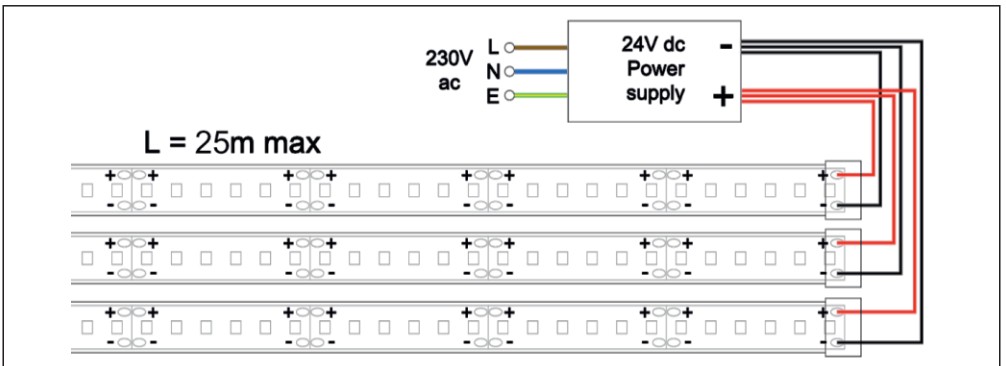 230V
ac
L
N
E
24V dc -
Power
supply +
L = 25m max
+ + + + + + + + +
- - - - - - - - -
+ + + + + + + + +
- - - - - - - - -
+ + + + + + + + +
- - - - - - - - -